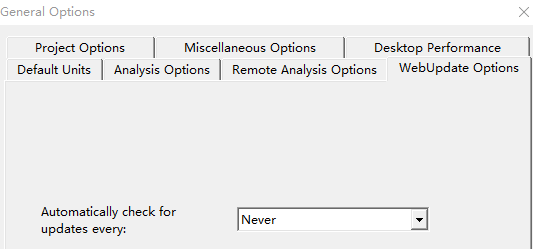 General Options
Project Options
Miscellaneous Options
Desktop Performance
Default Units
Analysis Options
Remote Analysis Options
WebUpdate Options
Automatically check for
updates every:
Never